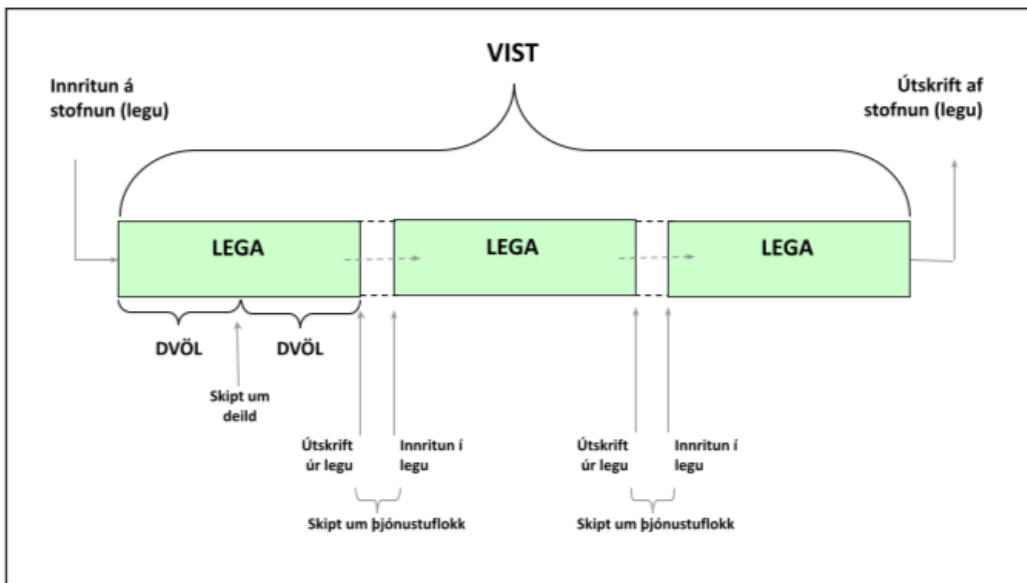 VIST
Innritun á
stofnun (legu)
Útskrift af
stofnun (legu)
LEGA
LEGA
LEGA
DVÖL
DVÖL
Skipt um
deild
Útskrift
úr legu
Innritun í
legu
Skipt um þjónustuflokk
Útskrift
úr legu
Innritun í
legu
Skipt um þjónustuflokk